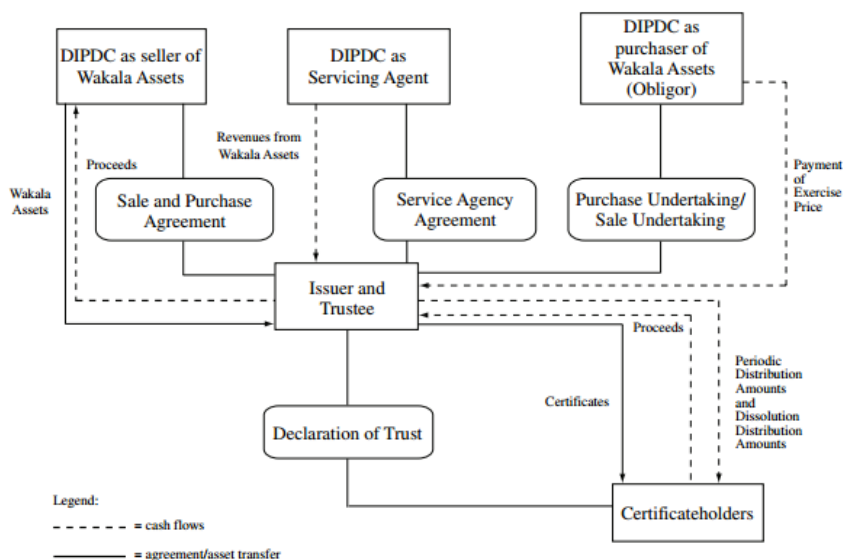 DIPDC as seller of
Wakala Assets
DIPDC as
Servicing Agent
DIPDC as
purchaser of
Wakala Assets
(Obligor)
Revenues from
Wakala Assets
Proceeds
Wakala
Assets
Payment
of
Exercise
Price
Sale and Purchase
Agreement
Service Agency
Agreement
Purchase Undertaking/
Sale Undertaking
Issuer and
Trustee
Proceeds
Periodic
Distribution
Amounts
and
Dissolution
Distribution
Amounts
Certificates
Declaration of Trust
Certificateholders
Legend:
= cash flows
= agreement/asset transfer